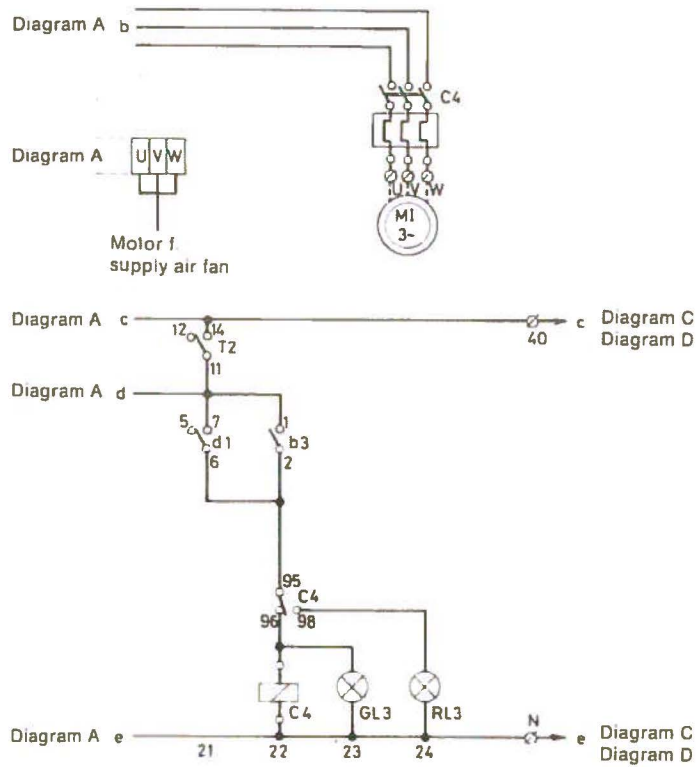 Diagram A b
C4
Diagram A U V W
U V W
M1
3~
Motor f.
supply air fan
Diagram A c
c Diagram C
Diagram D
40
12 14
T2
11
Diagram A d
5 7
d1
6
1
b3
2
95
C4
96 98
C4
GL3
RL3
N
Diagram A e
e Diagram C
Diagram D
21 22 23 24